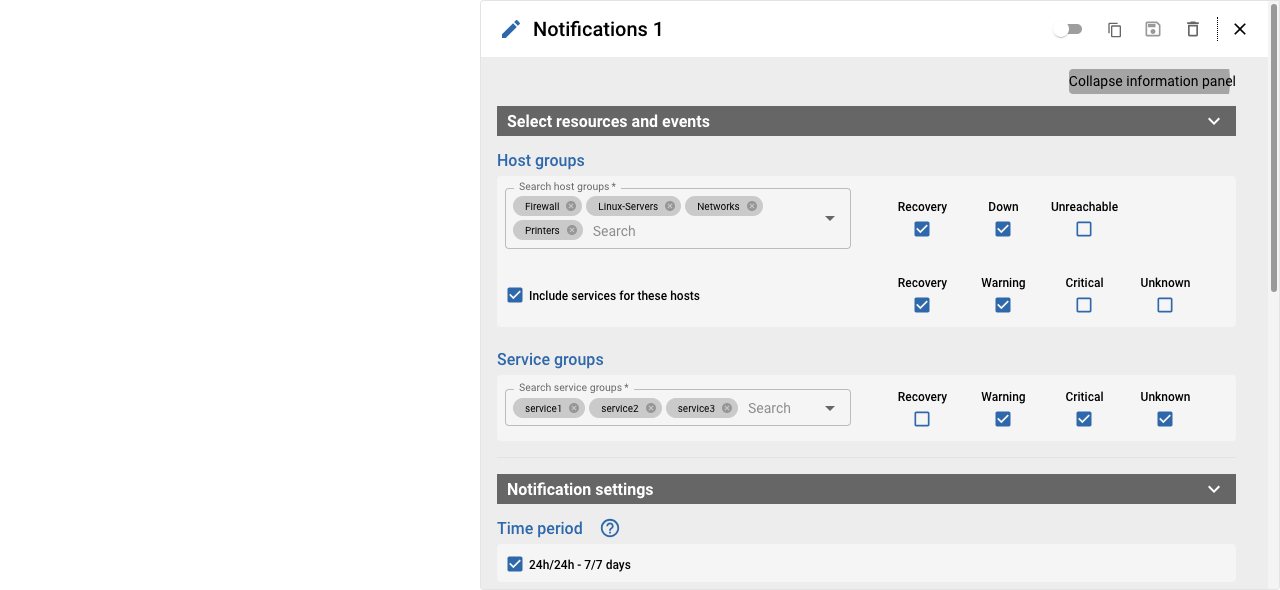 Notifications 1
Collapse information panel
Select resources and events
Host groups
Search host groups *
Firewall Linux-Servers Networks
Printers Search
Recovery Down Unreachable
Include services for these hosts
Recovery Warning Critical Unknown
Service groups
Search service groups *
service1 service2 service3 Search
Recovery Warning Critical Unknown
Notification settings
Time period ?
24h/24h - 7/7 days